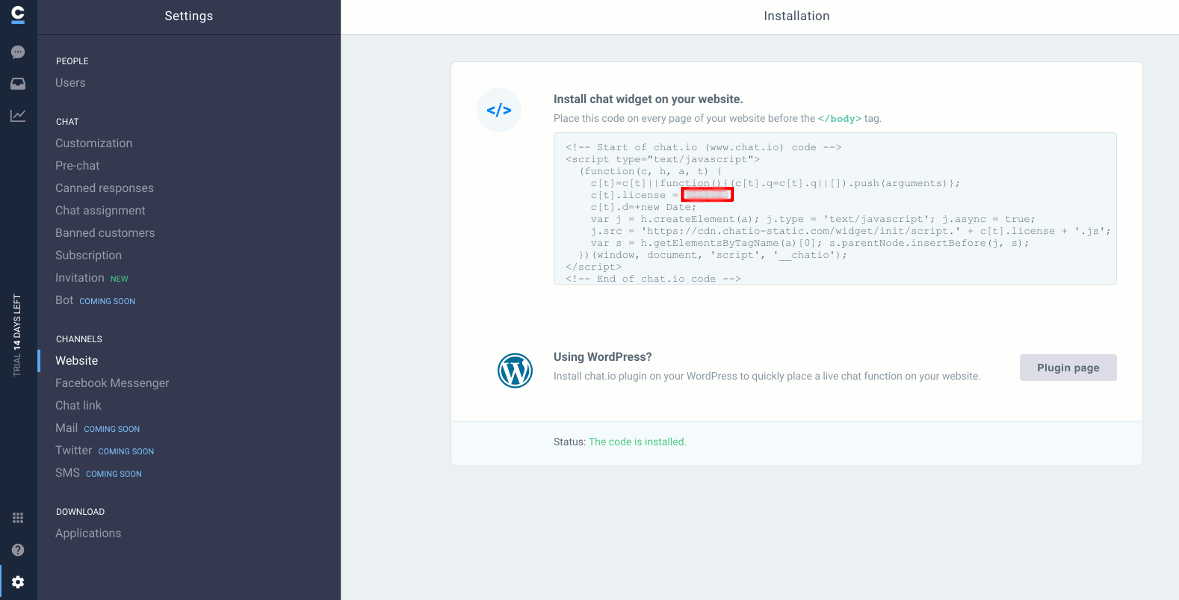 Settings
PEOPLE
Users
CHAT
Customization
Pre-chat
Canned responses
Chat assignment
Banned customers
Subscription
Invitation NEW
Bot COMING SOON
CHANNELS
Website
Facebook Messenger
Chat link
Mail COMING SOON
Twitter COMING SOON
SMS COMING SOON
DOWNLOAD
Applications
TRIAL 14 DAYS LEFT
Installation
</>
Install chat widget on your website.
Place this code on every page of your website before the </body> tag.
<!-- Start of chat.io (www.chat.io) code -->
<script type="text/javascript">
(function(c, h, a, t) {
c[t]=c[t]||function(){(c[t].q=c[t].q||[]).push(arguments)};
c[t].license =
c[t].d=+new Date;
var j = h.createElement(a); j.type = 'text/javascript'; j.async = true;
j.src = 'https://cdn.chatio-static.com/widget/init/script.' + c[t].license + '.js';
var s = h.getElementsByTagName(a)[0]; s.parentNode.insertBefore(j, s);
})(window, document, 'script', '__chatio');
</script>
<!-- End of chat.io code -->
Using WordPress?
Install chat.io plugin on your WordPress to quickly place a live chat function on your website.
Plugin page
Status: The code is installed.